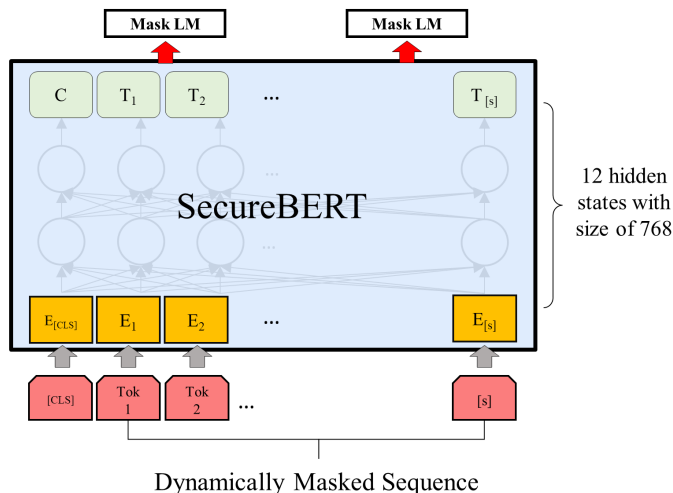 Mask LM Mask LM
C T1 T2 ... T[s]
...
SecureBERT
12 hidden
states with
size of 768
...
E[CLS] E1 E2 ... E[s]
[CLS] Tok 1 Tok 2 ... [s]
Dynamically Masked Sequence